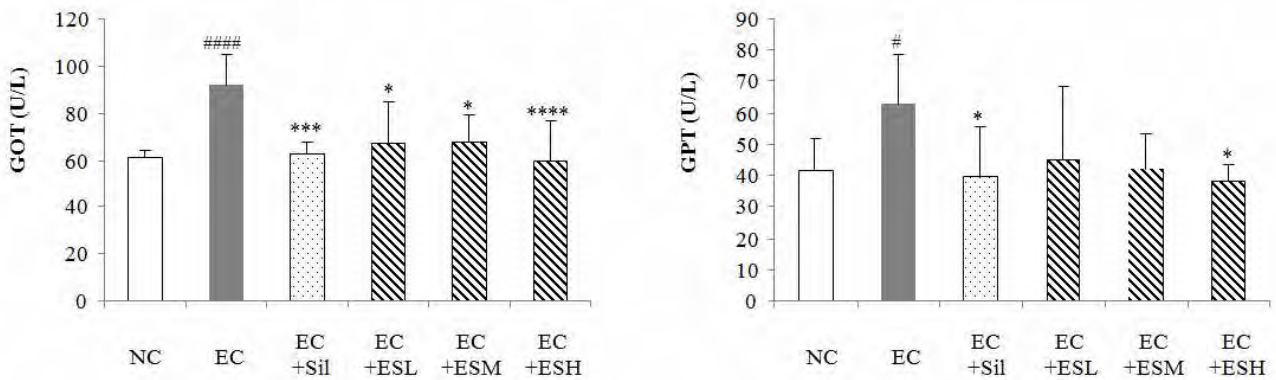 GOT (U/L)
120
100
80
60
40
20
0
####
***
*
*
****
NC
EC
EC
+Sil
EC
+ESL
EC
+ESM
EC
+ESH
GPT (U/L)
90
80
70
60
50
40
30
20
10
0
#
*
*
NC
EC
EC
+Sil
EC
+ESL
EC
+ESM
EC
+ESH